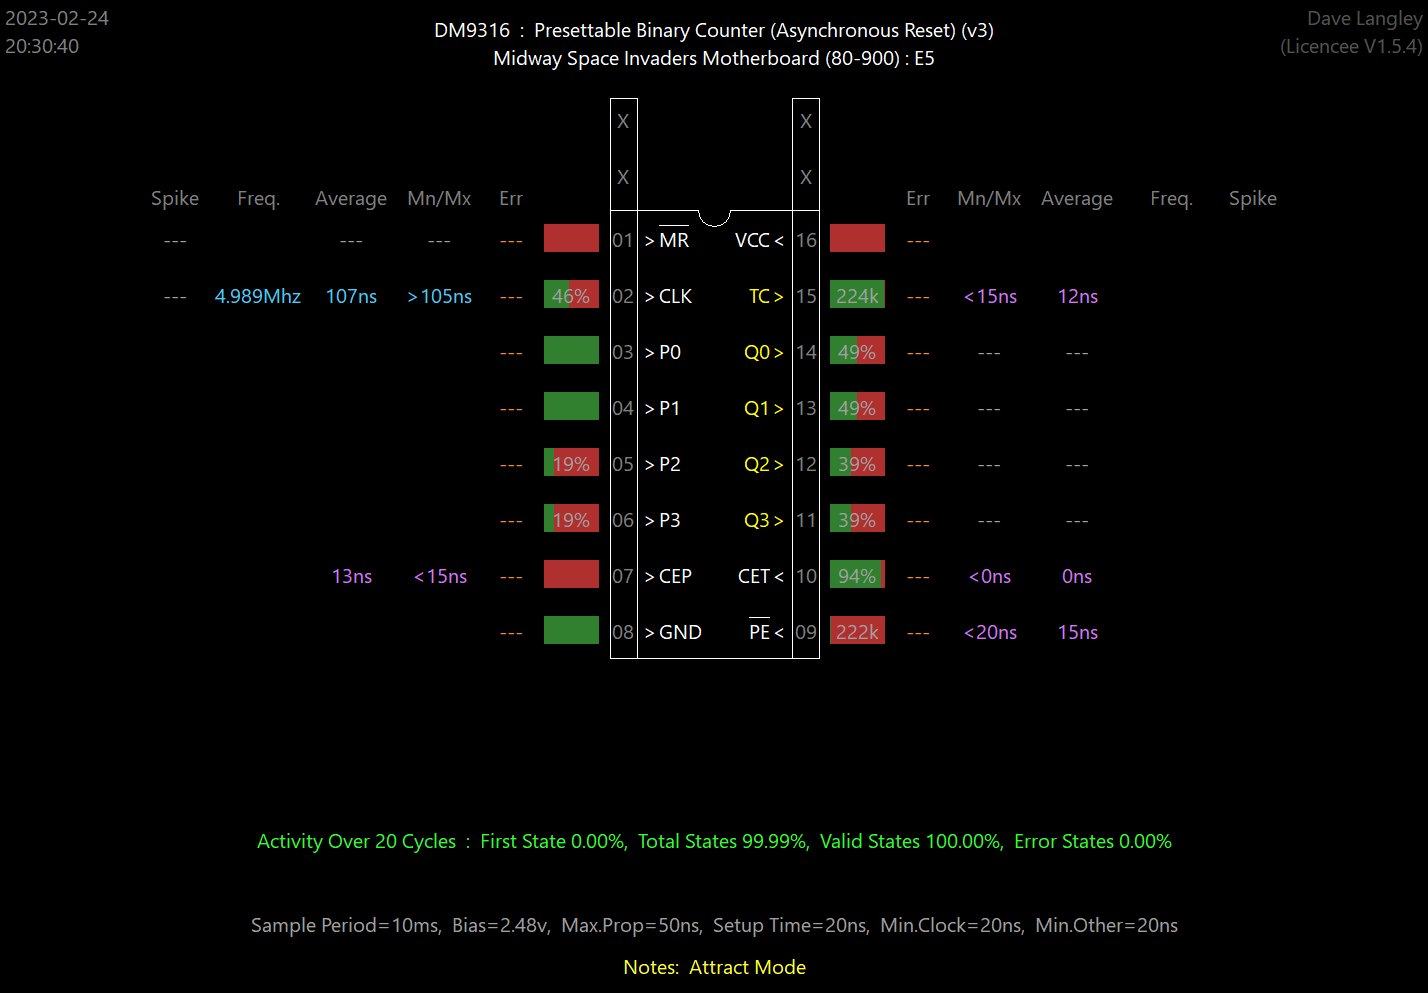 2023-02-24
20:30:40
DM9316 : Presettable Binary Counter (Asynchronous Reset) (v3)
Midway Space Invaders Motherboard (80-900) : E5
Dave Langley
(Licencee V1.5.4)
X X
X X
Spike Freq. Average Mn/Mx Err Err Mn/Mx Average Freq. Spike
--- --- --- --- 01 >MR VCC< 16 ---
--- 4.989Mhz 107ns >105ns --- 46% 02 >CLK TC> 15 224k --- <15ns 12ns
--- 03 >P0 Q0> 14 49% --- --- ---
--- 04 >P1 Q1> 13 49% --- --- ---
--- 19% 05 >P2 Q2> 12 39% --- --- ---
--- 19% 06 >P3 Q3> 11 39% --- --- ---
13ns <15ns --- 07 >CEP CET< 10 94% --- <0ns 0ns
--- 08 >GND PE< 09 222k --- <20ns 15ns
Activity Over 20 Cycles : First State 0.00%, Total States 99.99%, Valid States 100.00%, Error States 0.00%
Sample Period=10ms, Bias=2.48v, Max.Prop=50ns, Setup Time=20ns, Min.Clock=20ns, Min.Other=20ns
Notes: Attract Mode